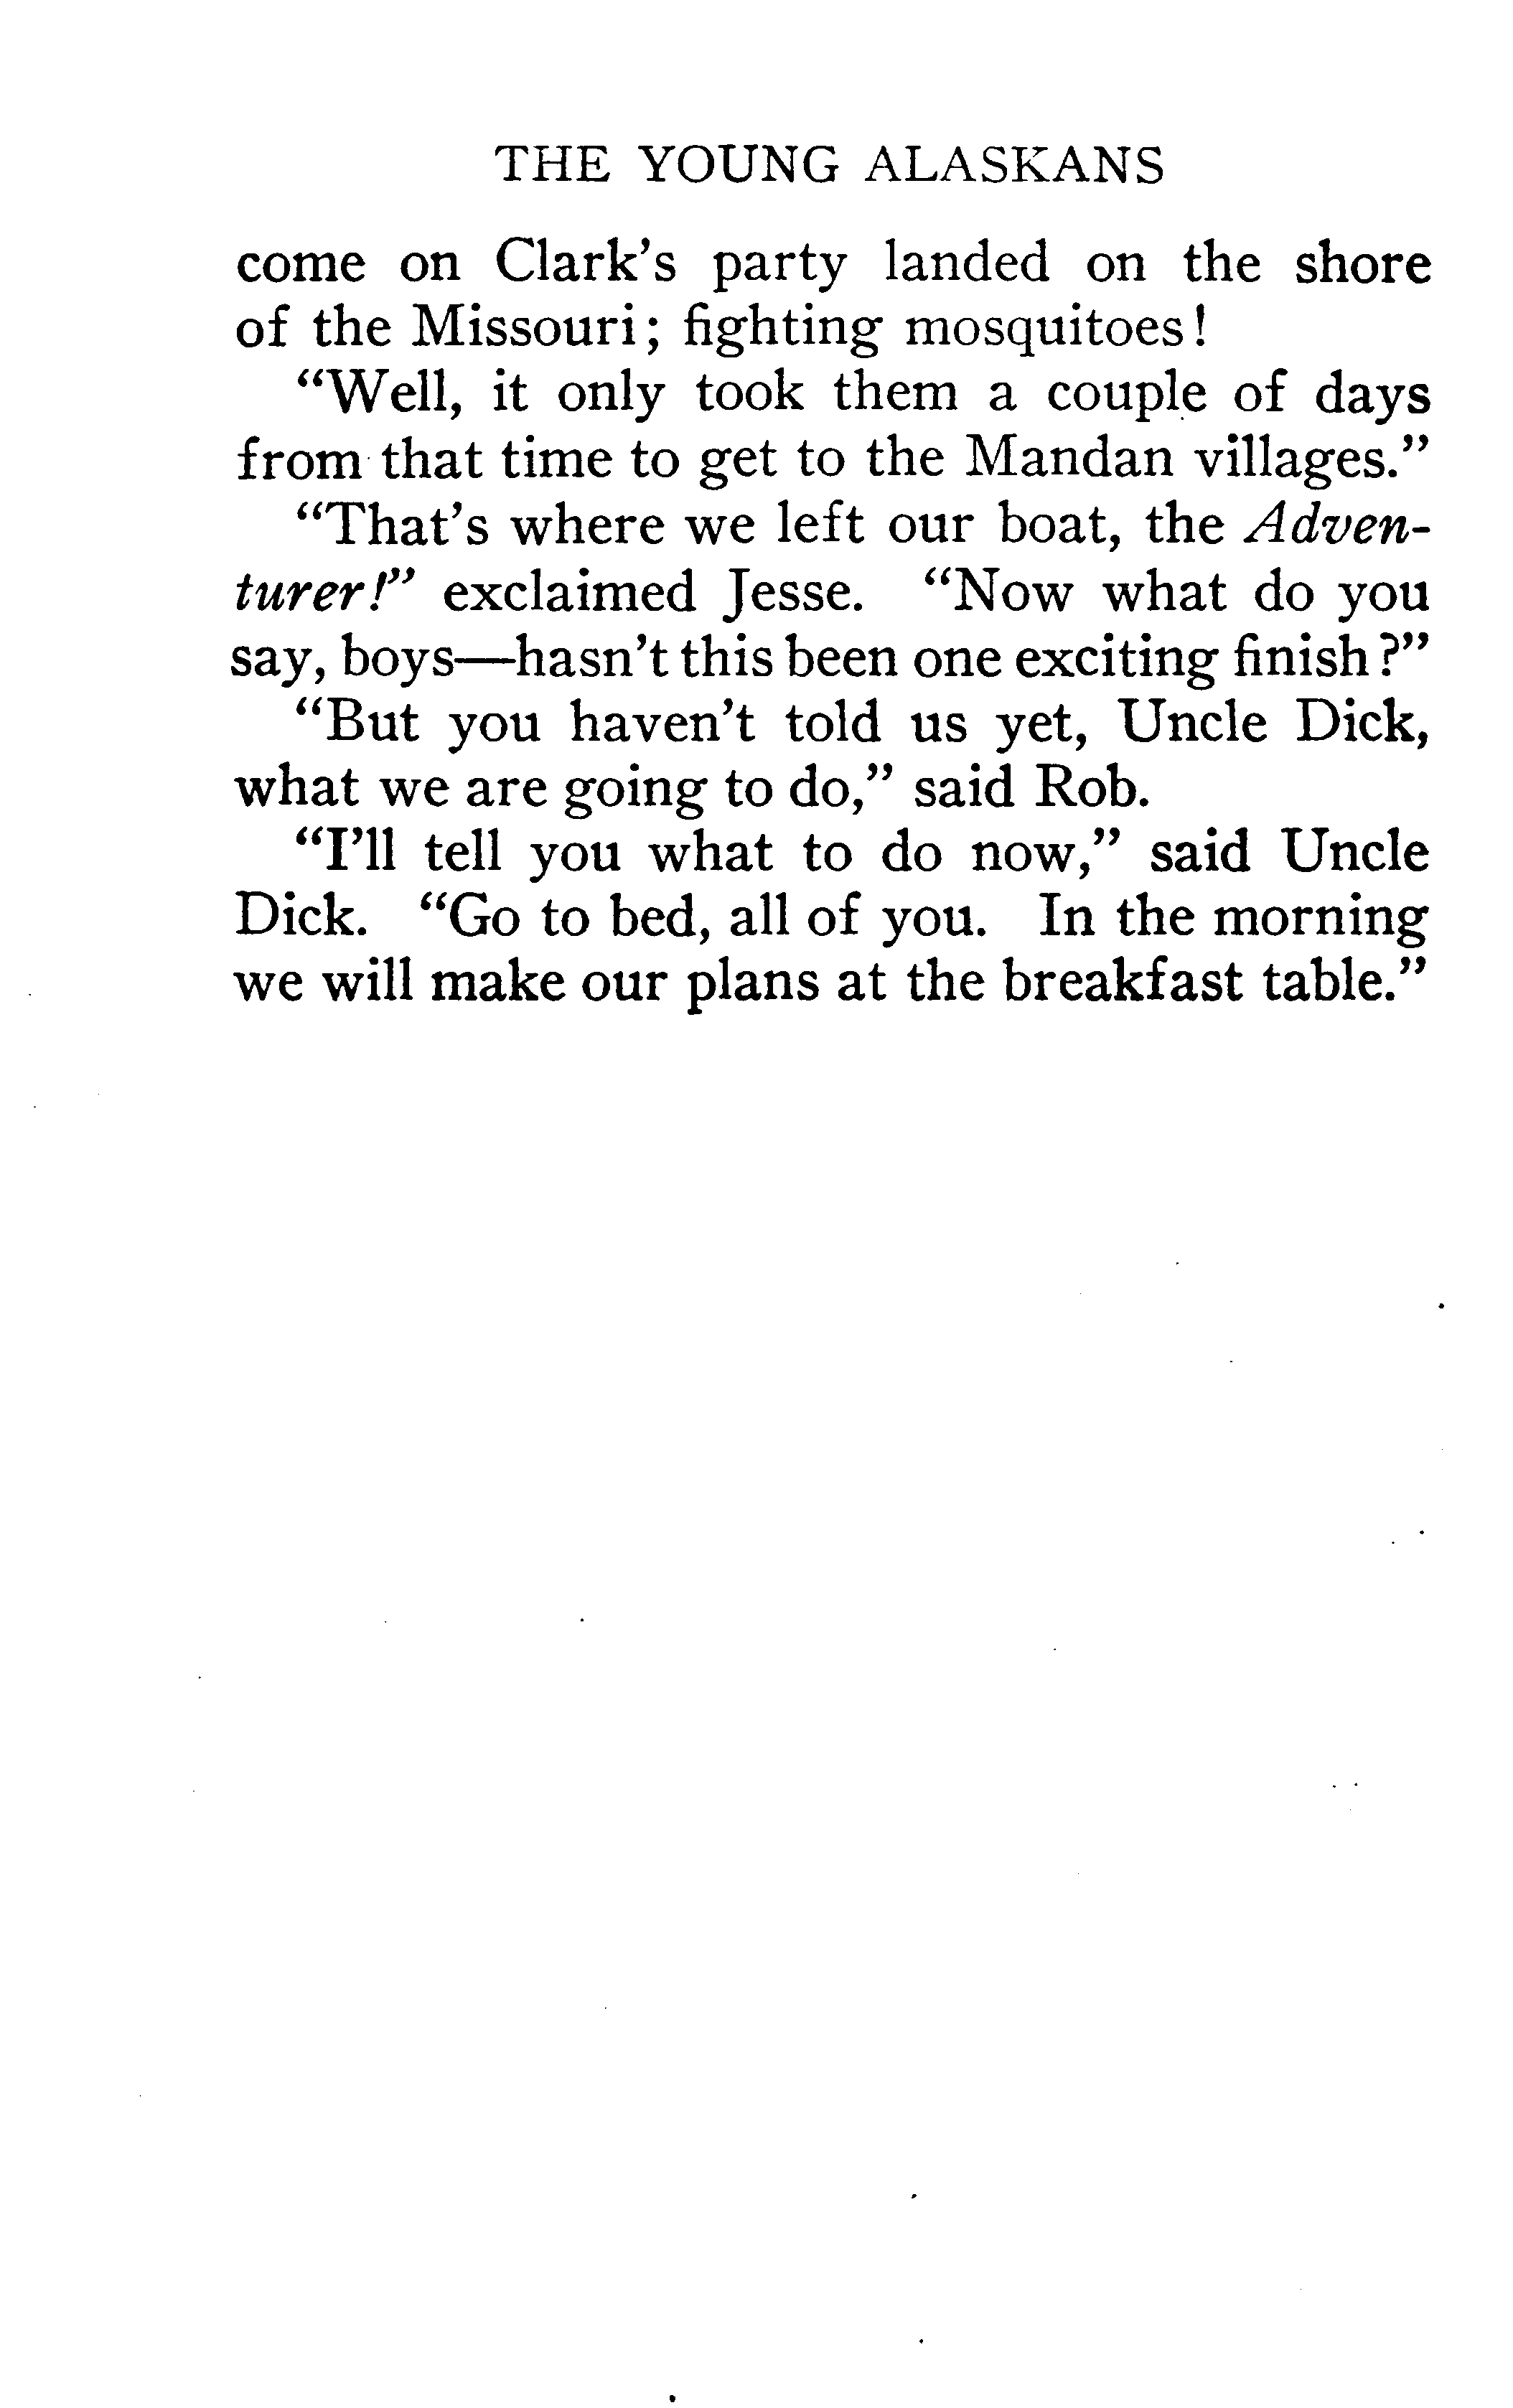 THE YOUNG ALASKANS
come on Clark's party landed on the shore
of the Missouri; fighting mosquitoes!
“Well, it only took them a couple of days
from that time to get to the Mandan villages.”
“That's where we left our boat, the Adven-
turer!” exclaimed Jesse. “Now what do you
say, boys—hasn't this been one exciting finish?”
“But you haven't told us yet, Uncle Dick,
what we are going to do,” said Rob.
“I'll tell you what to do now,” said Uncle
Dick. “Go to bed, all of you. In the morning
we will make our plans at the breakfast table.”